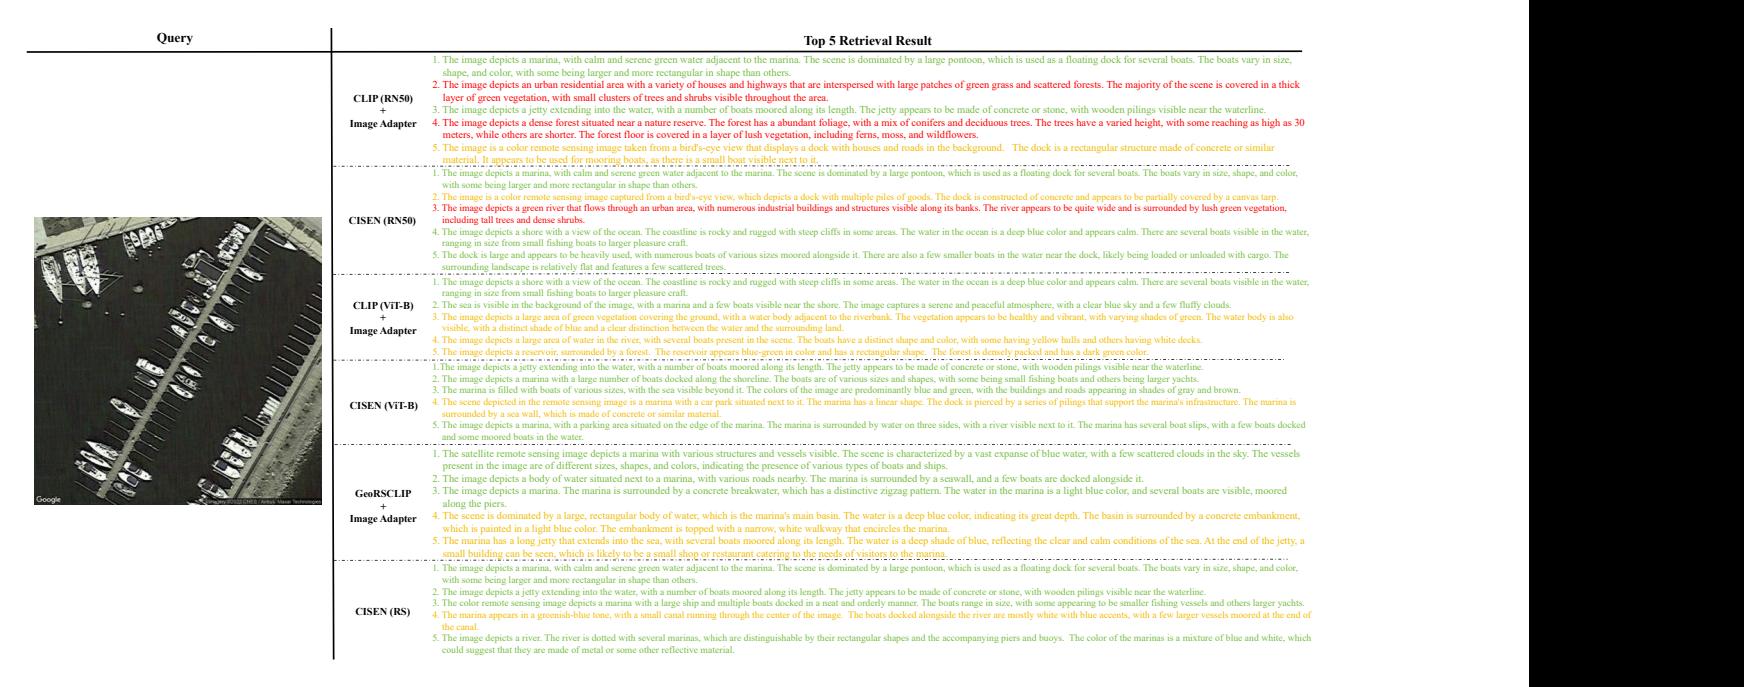 Query
Top 5 Retrieval Result
CLIP (RN50)
+
Image Adapter
1. The image depicts a marina, with calm and serene green water adjacent to the marina. The scene is dominated by a large pontoon, which is used as a floating dock for several boats. The boats vary in size,
shape, and color, with some being larger and more rectangular in shape than others.
2. The image depicts an urban residential area with a variety of houses and highways that are interspersed with large patches of green grass and scattered forests. The majority of the scene is covered in a thick
layer of green vegetation, with small clusters of trees and shrubs visible throughout the area.
3. The image depicts a jetty extending into the water, with a number of boats moored along its length. The jetty appears to be made of concrete or stone, with wooden pilings visible near the waterline.
4. The image depicts a dense forest situated near a nature reserve. The forest has a abundant foliage, with a mix of conifers and deciduous trees. The trees have a varied height, with some reaching as high as 30
meters, while others are shorter. The forest floor is covered in a layer of lush vegetation, including ferns, moss, and wildflowers.
5. The image is a color remote sensing image taken from a bird's-eye view that displays a dock with houses and roads in the background. The dock is a rectangular structure made of concrete or similar
material. It appears to be used for mooring boats, as there is a small boat visible next to it.
CISEN (RN50)
1. The image depicts a marina, with calm and serene green water adjacent to the marina. The scene is dominated by a large pontoon, which is used as a floating dock for several boats. The boats vary in size, shape, and color,
with some being larger and more rectangular in shape than others.
2. The image is a color remote sensing image captured from a bird's-eye view, which depicts a dock with multiple piles of goods. The dock is constructed of concrete and appears to be partially covered by a canvas tarp.
3. The image depicts a green river that flows through an urban area, with numerous industrial buildings and structures visible along its banks. The river appears to be quite wide and is surrounded by lush green vegetation,
including tall trees and dense shrubs.
4. The image depicts a shore with a view of the ocean. The coastline is rocky and rugged with steep cliffs in some areas. The water in the ocean is a deep blue color and appears calm. There are several boats visible in the water,
ranging in size from small fishing boats to larger pleasure craft.
5. The dock is large and appears to be heavily used, with numerous boats of various sizes moored alongside it. There are also a few smaller boats in the water near the dock, likely being loaded or unloaded with cargo. The
surrounding landscape is relatively flat and features a few scattered trees.
CLIP (ViT-B)
+
Image Adapter
1. The image depicts a shore with a view of the ocean. The coastline is rocky and rugged with steep cliffs in some areas. The water in the ocean is a deep blue color and appears calm. There are several boats visible in the water,
ranging in size from small fishing boats to larger pleasure craft.
2. The sea is visible in the background of the image, with a marina and a few boats visible near the shore. The image captures a serene and peaceful atmosphere, with a clear blue sky and a few fluffy clouds.
3. The image depicts a large area of green vegetation covering the ground, with a water body adjacent to the riverbank. The vegetation appears to be healthy and vibrant, with varying shades of green. The water body is also
visible, with a distinct shade of blue and a clear distinction between the water and the surrounding land.
4. The image depicts a large area of water in the river, with several boats present in the scene. The boats have a distinct shape and color, with some having yellow hulls and others having white decks.
5. The image depicts a reservoir, surrounded by a forest. The reservoir appears blue-green in color and has a rectangular shape. The forest is densely packed and has a dark green color.
CISEN (ViT-B)
1.The image depicts a jetty extending into the water, with a number of boats moored along its length. The jetty appears to be made of concrete or stone, with wooden pilings visible near the waterline.
2. The image depicts a marina with a large number of boats docked along the shoreline. The boats are of various sizes and shapes, with some being small fishing boats and others being larger yachts.
3. The marina is filled with boats of various sizes, with the sea visible beyond it. The colors of the image are predominantly blue and green, with the buildings and roads appearing in shades of gray and brown.
4. The scene depicted in the remote sensing image is a marina with a car park situated next to it. The marina has a linear shape. The dock is pierced by a series of pilings that support the marina's infrastructure. The marina is
surrounded by a sea wall, which is made of concrete or similar material.
5. The image depicts a marina, with a parking area situated on the edge of the marina. The marina is surrounded by water on three sides, with a river visible next to it. The marina has several boat slips, with a few boats docked
and some moored boats in the water.
GeoRSCLIP
+
Image Adapter
1. The satellite remote sensing image depicts a marina with various structures and vessels visible. The scene is characterized by a vast expanse of blue water, with a few scattered clouds in the sky. The vessels
present in the image are of different sizes, shapes, and colors, indicating the presence of various types of boats and ships.
2. The image depicts a body of water situated next to a marina, with various roads nearby. The marina is surrounded by a seawall, and a few boats are docked alongside it.
3. The image depicts a marina. The marina is surrounded by a concrete breakwater, which has a distinctive zigzag pattern. The water in the marina is a light blue color, and several boats are visible, moored
along the piers.
4. The scene is dominated by a large, rectangular body of water, which is the marina's main basin. The water is a deep blue color, indicating its great depth. The basin is surrounded by a concrete embankment,
which is painted in a light blue color. The embankment is topped with a narrow, white walkway that encircles the marina.
5. The marina has a long jetty that extends into the sea, with several boats moored along its length. The water is a deep shade of blue, reflecting the clear and calm conditions of the sea. At the end of the jetty, a
small building can be seen, which is likely to be a small shop or restaurant catering to the needs of visitors to the marina.
CISEN (RS)
1. The image depicts a marina, with calm and serene green water adjacent to the marina. The scene is dominated by a large pontoon, which is used as a floating dock for several boats. The boats vary in size, shape, and color,
with some being larger and more rectangular in shape than others.
2. The image depicts a jetty extending into the water, with a number of boats moored along its length. The jetty appears to be made of concrete or stone, with wooden pilings visible near the waterline.
3. The color remote sensing image depicts a marina with a large ship and multiple boats docked in a neat and orderly manner. The boats range in size, with some appearing to be smaller fishing vessels and others larger yachts.
4. The marina appears in a greenish-blue tone, with a small canal running through the center of the image. The boats docked alongside the river are mostly white with blue accents, with a few larger vessels moored at the end of
the canal.
5. The image depicts a river. The river is dotted with several marinas, which are distinguishable by their rectangular shapes and the accompanying piers and buoys. The color of the marinas is a mixture of blue and white, which
could suggest that they are made of metal or some other reflective material.
Google